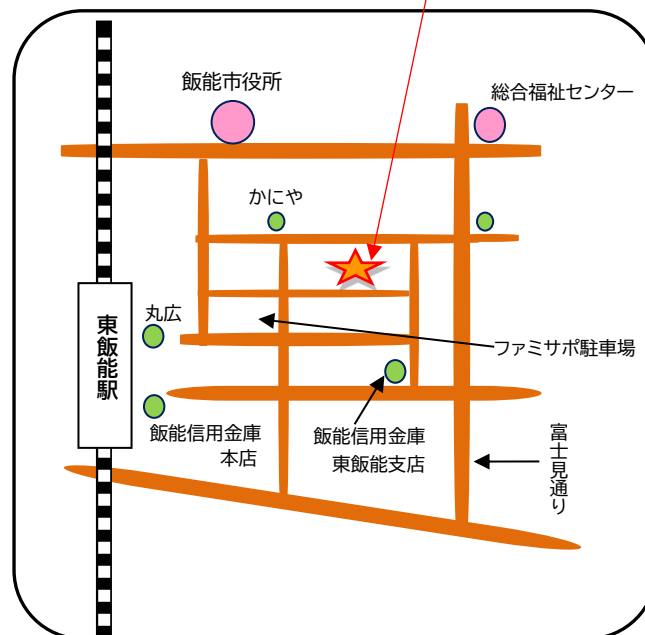 飯能市役所
総合福祉センター
かにや
丸広
東飯能駅
ファミサポ駐車場
飯能信用金庫
本店
飯能信用金庫
東飯能支店
富士見通り